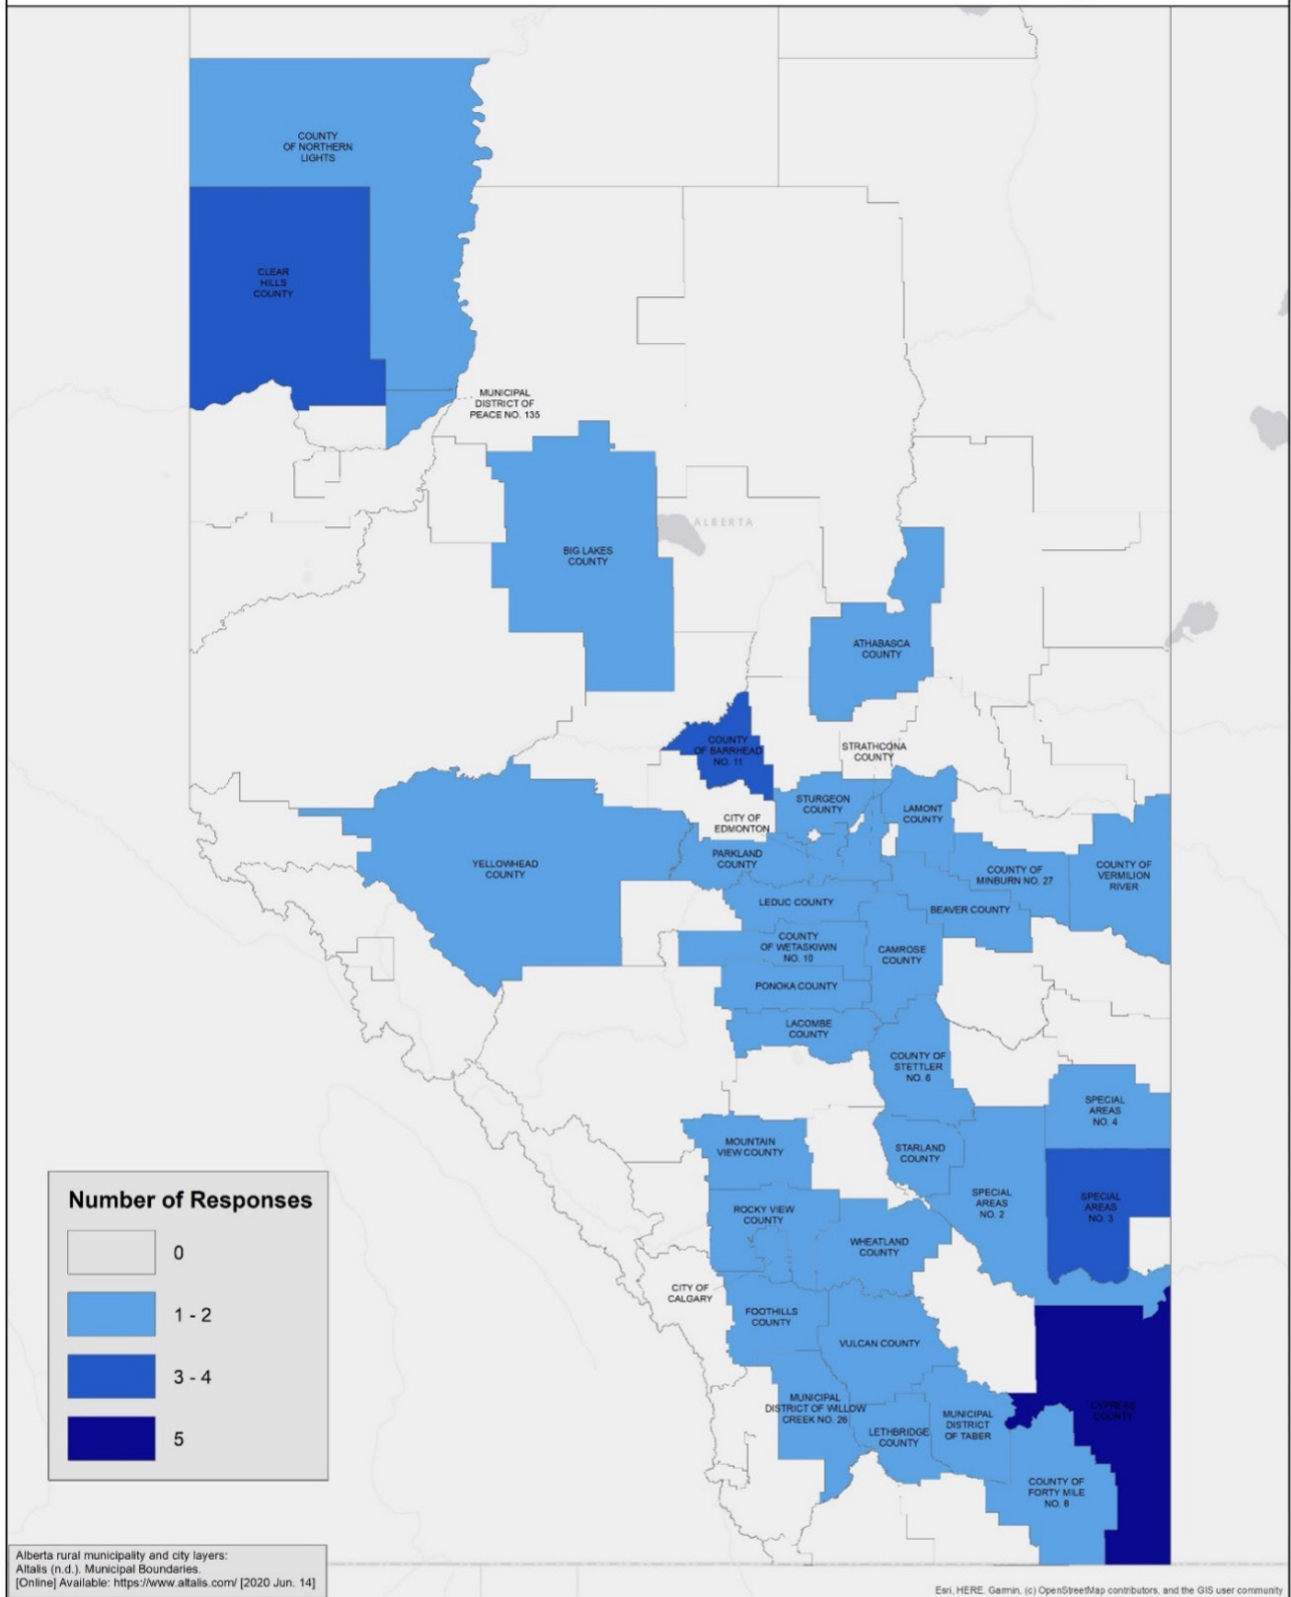 COUNTY
OF NORTHERN
LIGHTS
CLEAR
HILLS
COUNTY
MUNICIPAL
DISTRICT OF
PEACE NO. 135
ALBERTA
BIG LAKES
COUNTY
ATHABASCA
COUNTY
COUNTY
OF BARRHEAD
NO. 11
STRATHCONA
COUNTY
STURGEON
COUNTY
LAMONT
COUNTY
CITY OF
EDMONTON
PARKLAND
COUNTY
YELLOWHEAD
COUNTY
COUNTY OF
MINBURN NO. 27
COUNTY OF
VERMILION
RIVER
LEDUC COUNTY
BEAVER COUNTY
COUNTY
OF WETASKIWIN
NO. 10
CAMROSE
COUNTY
PONOKA COUNTY
LACOMBE
COUNTY
COUNTY OF
STETTLER
NO. 6
SPECIAL
AREAS
NO. 4
MOUNTAIN
VIEW COUNTY
STARLAND
COUNTY
SPECIAL
AREAS
NO. 2
SPECIAL
AREAS
NO. 3
ROCKY VIEW
COUNTY
WHEATLAND
COUNTY
CITY OF
CALGARY
FOOTHILLS
COUNTY
VULCAN COUNTY
MUNICIPAL
DISTRICT OF WILLOW
CREEK NO. 26
LETHBRIDGE
COUNTY
MUNICIPAL
DISTRICT
OF TABER
CYPRESS
COUNTY
COUNTY OF
FORTY MILE
NO. 8
Number of Responses
0
1 - 2
3 - 4
5
Alberta rural municipality and city layers:
Altalis (n.d.). Municipal Boundaries.
[Online] Available: https://www.altalis.com/ [2020 Jun. 14]
Esri, HERE, Garmin, (c) OpenStreetMap contributors, and the GIS user community